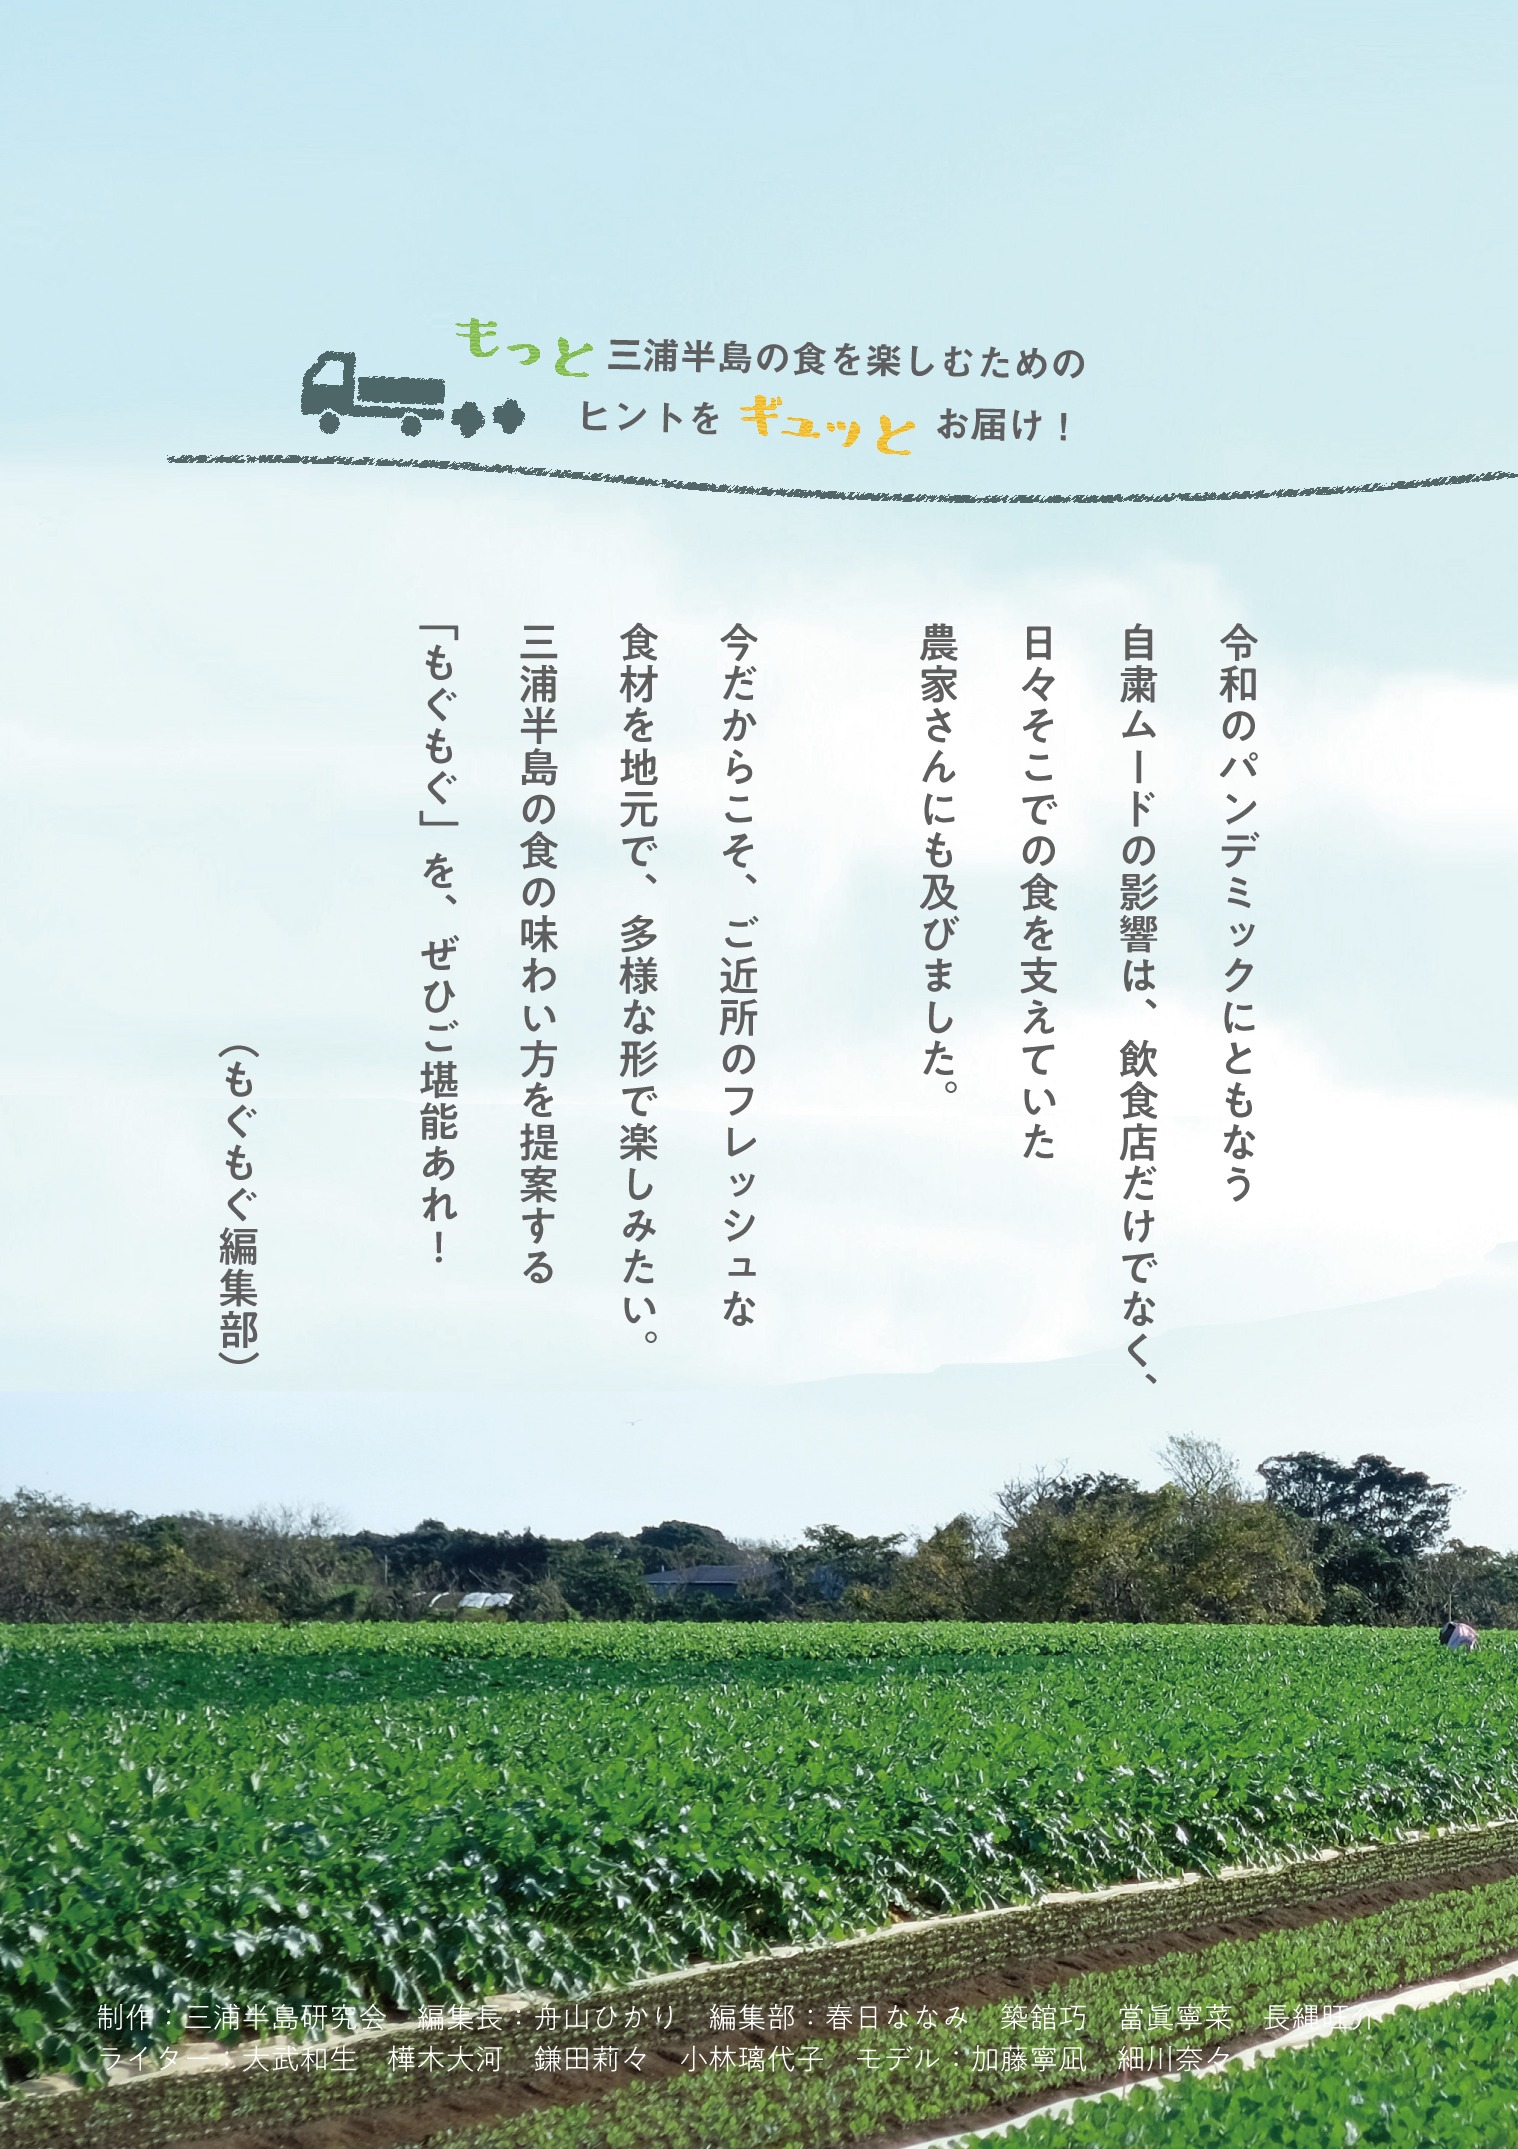 もっと三浦半島の食を楽しむための
ヒントをギュッとお届け！
令和のパンデミックにともなう
自粛ムードの影響は、飲食店だけでなく、
日々そこでの食を支えていた
農家さんにも及びました。
今だからこそ、ご近所のフレッシュな
食材を地元で、多様な形で楽しみたい。
三浦半島の食の味わい方を提案する
「もぐもぐ」を、ぜひご堪能あれ！
（もぐもぐ編集部）
制作：三浦半島研究会　編集長：舟山ひかり　編集部：春日ななみ　築舘巧　當眞寧菜　長縄旺介
ライター：大武和生　樺木大河　鎌田莉々　小林璃代子　モデル：加藤寧凪　細川奈々